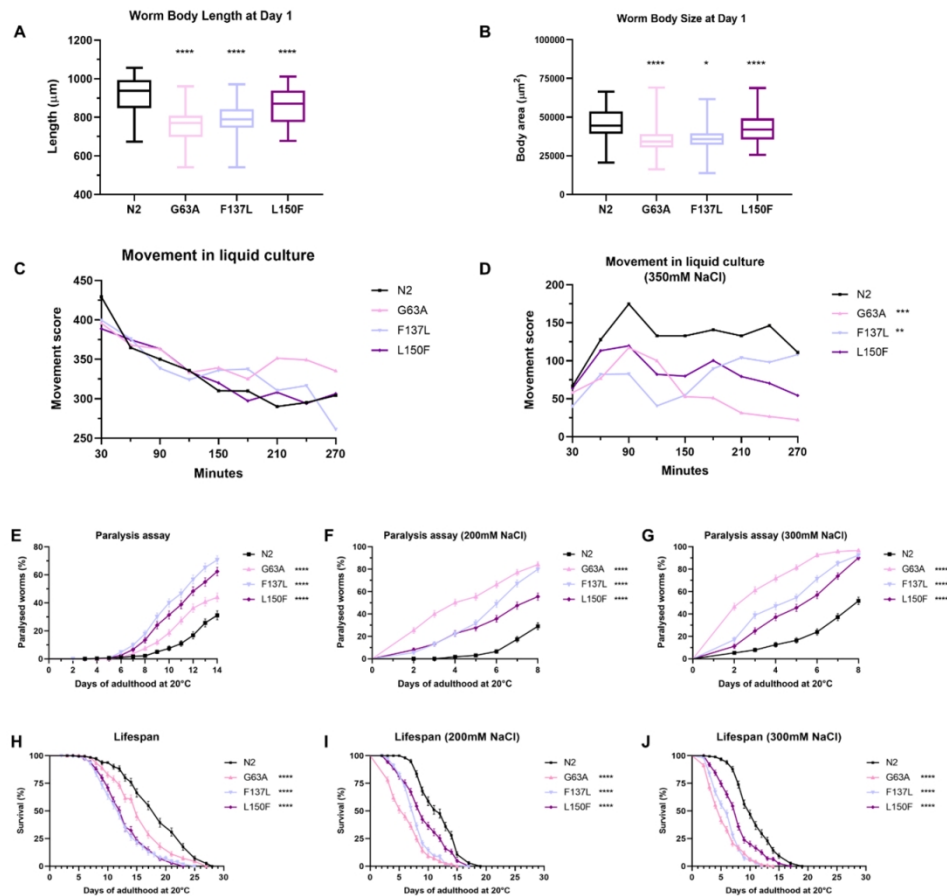 A
Worm Body Length at Day 1
**** **** ****
Length (μm)
1200
1000
800
600
400
N2 G63A F137L L150F
B
Worm Body Size at Day 1
**** * ****
Body area (μm²)
100000
75000
50000
25000
0
N2 G63A F137L L150F
C
Movement in liquid culture
Movement score
450
400
350
300
250
30 90 150 210 270
Minutes
N2
G63A
F137L
L150F
D
Movement in liquid culture
(350mM NaCl)
Movement score
200
150
100
50
0
30 90 150 210 270
Minutes
N2
G63A ***
F137L **
L150F
E
Paralysis assay
Paralysed worms (%)
80
60
40
20
0
0 2 4 6 8 10 12 14
Days of adulthood at 20°C
N2
G63A ****
F137L ****
L150F ****
F
Paralysis assay (200mM NaCl)
Paralysed worms (%)
100
80
60
40
20
0
0 2 4 6 8
Days of adulthood at 20°C
N2
G63A ****
F137L ****
L150F ****
G
Paralysis assay (300mM NaCl)
Paralysed worms (%)
100
80
60
40
20
0
0 2 4 6 8
Days of adulthood at 20°C
N2
G63A ****
F137L ****
L150F ****
H
Lifespan
Survival (%)
100
75
50
25
0
0 5 10 15 20 25 30
Days of adulthood at 20°C
N2
G63A ****
F137L ****
L150F ****
I
Lifespan (200mM NaCl)
Survival (%)
100
75
50
25
0
0 5 10 15 20 25 30
Days of adulthood at 20°C
N2
G63A ****
F137L ****
L150F ****
J
Lifespan (300mM NaCl)
Survival (%)
100
75
50
25
0
0 5 10 15 20 25 30
Days of adulthood at 20°C
N2
G63A ****
F137L ****
L150F ****